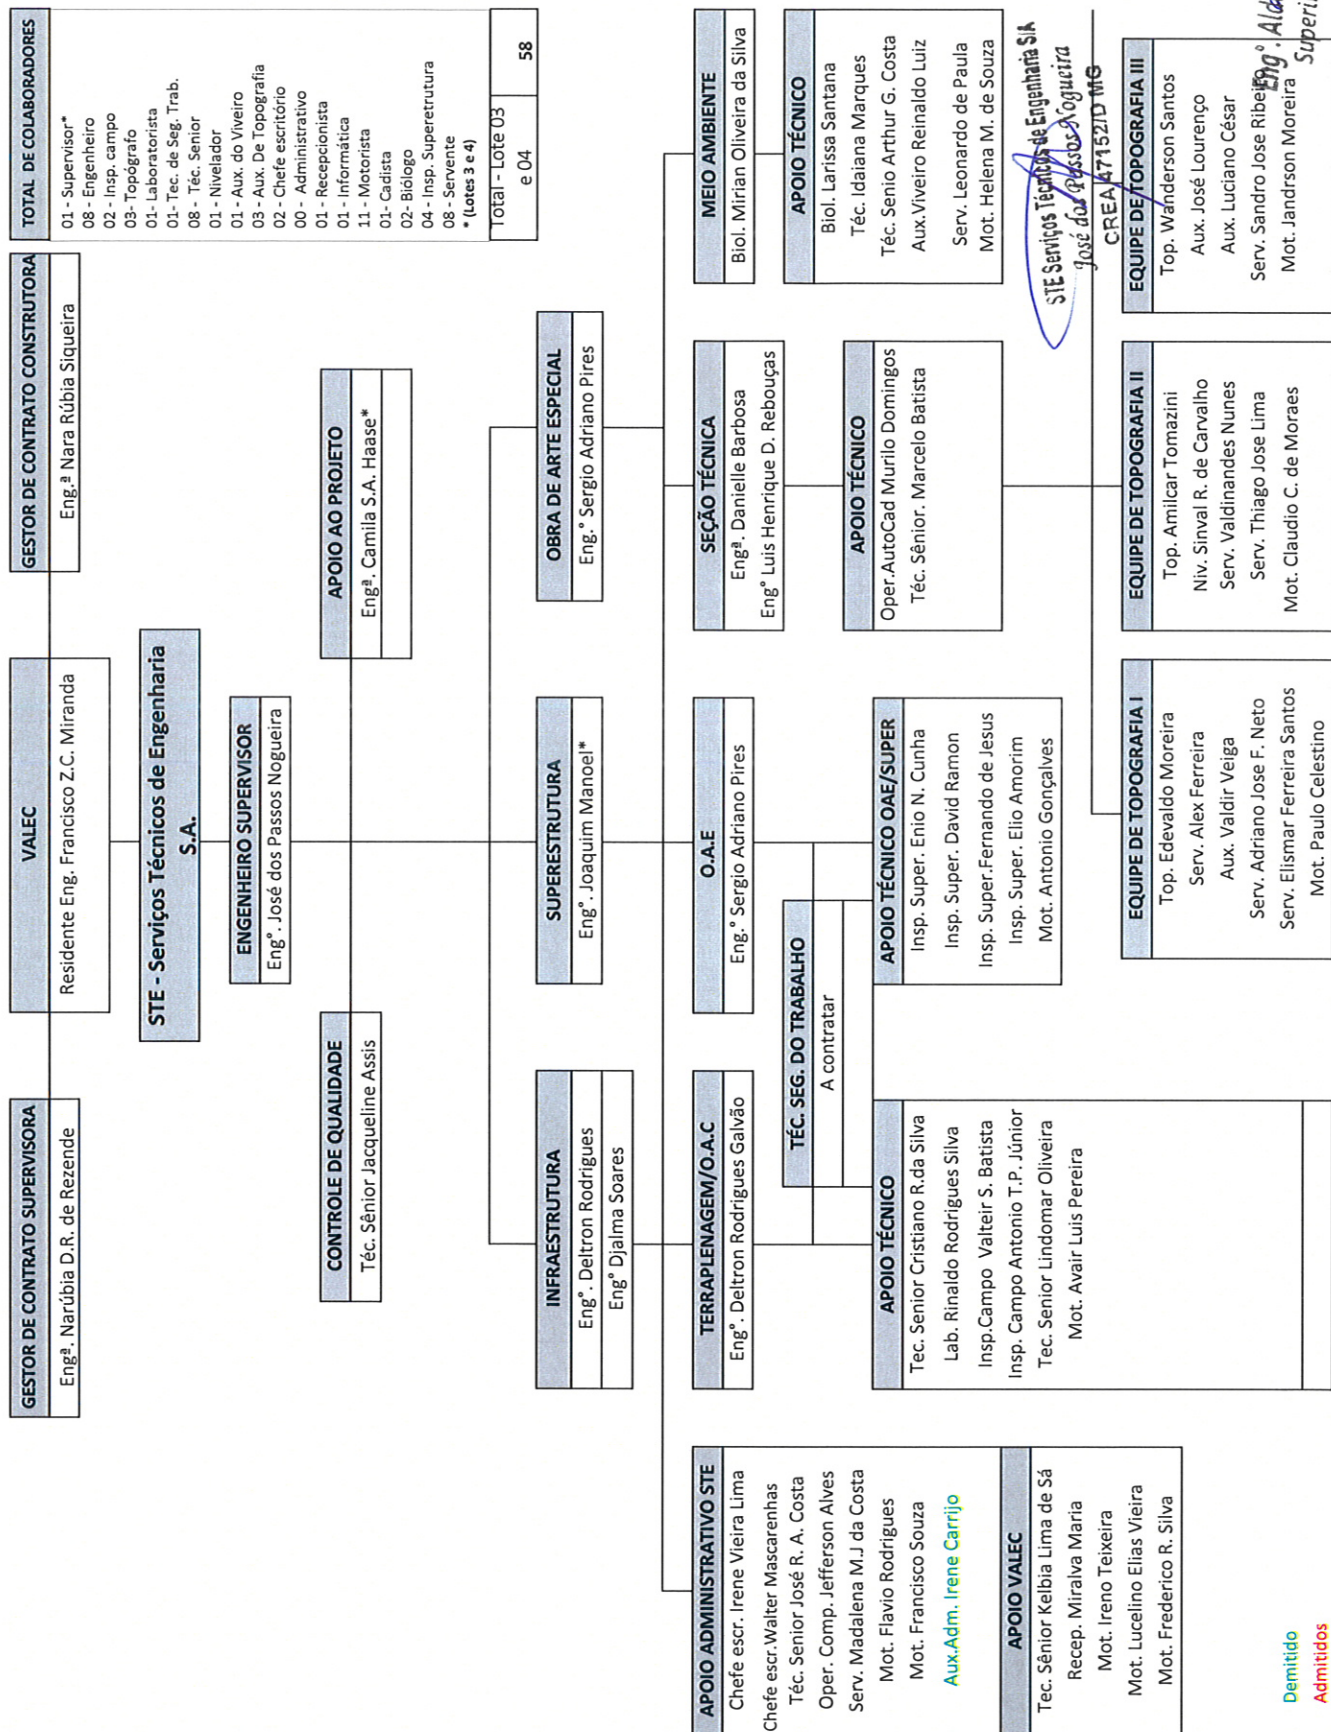 GESTOR DE CONTRATO SUPERVISORA
Engª. Narúbia D.R. de Rezende
VALEC
Residente Eng. Francisco Z.C. Miranda
GESTOR DE CONTRATO CONSTRUTORA
Eng.ª Nara Rúbia Siqueira
TOTAL DE COLABORADORES
01 - Supervisor*
08 - Engenheiro
02 - Insp. campo
03- Topógrafo
01- Laboratorista
01- Tec. de Seg. Trab.
08 - Téc. Senior
01 - Nivelador
01 - Aux. do Viveiro
03 - Aux. De Topografia
02 - Chefe escritório
00 - Administrativo
01 - Recepcionista
01 - Informática
11 - Motorista
01- Cadista
02- Biólogo
04 - Insp. Superetrutura
08 - Servente
* (Lotes 3 e 4)
Total - Lote 03
e 04
58
STE - Serviços Técnicos de Engenharia
S.A.
ENGENHEIRO SUPERVISOR
Eng°. José dos Passos Nogueira
CONTROLE DE QUALIDADE
Téc. Sênior Jacqueline Assis
APOIO AO PROJETO
Engª. Camila S.A. Haase*
INFRAESTRUTURA
Eng°. Deltron Rodrigues
Eng° Djalma Soares
SUPERESTRUTURA
Eng°. Joaquim Manoel*
OBRA DE ARTE ESPECIAL
Eng.° Sergio Adriano Pires
APOIO ADMINISTRATIVO STE
Chefe escr. Irene Vieira Lima
Chefe escr.Walter Mascarenhas
Téc. Senior José R. A. Costa
Oper. Comp. Jefferson Alves
Serv. Madalena M.J da Costa
Mot. Flavio Rodrigues
Mot. Francisco Souza
Aux.Adm. Irene Carrijo
TERRAPLENAGEM/O.A.C
Eng°. Deltron Rodrigues Galvão
O.A.E
Eng.° Sergio Adriano Pires
SEÇÃO TÉCNICA
Engª. Danielle Barbosa
Eng° Luis Henrique D. Rebouças
MEIO AMBIENTE
Biol. Mirian Oliveira da Silva
TÉC. SEG. DO TRABALHO
A contratar
APOIO TÉCNICO
Tec. Senior Cristiano R.da Silva
Lab. Rinaldo Rodrigues Silva
Insp.Campo Valteir S. Batista
Insp. Campo Antonio T.P. Júnior
Tec. Senior Lindomar Oliveira
Mot. Avair Luis Pereira
APOIO TÉCNICO OAE/SUPER
Insp. Super. Enio N. Cunha
Insp. Super. David Ramon
Insp. Super.Fernando de Jesus
Insp. Super. Elio Amorim
Mot. Antonio Gonçalves
APOIO TÉCNICO
Oper.AutoCad Murilo Domingos
Téc. Sênior. Marcelo Batista
APOIO TÉCNICO
Biol. Larissa Santana
Téc. Idaiana Marques
Téc. Senio Arthur G. Costa
Aux.Viveiro Reinaldo Luiz
Serv. Leonardo de Paula
Mot. Helena M. de Souza
APOIO VALEC
Tec. Sênior Kelbia Lima de Sá
Recep. Miralva Maria
Mot. Ireno Teixeira
Mot. Lucelino Elias Vieira
Mot. Frederico R. Silva
STE Serviços Técnicos de Engenharia S/A
José dos Passos Nogueira
CREA 47152/D MG
EQUIPE DE TOPOGRAFIA I
Top. Edevaldo Moreira
Serv. Alex Ferreira
Aux. Valdir Veiga
Serv. Adriano Jose F. Neto
Serv. Elismar Ferreira Santos
Mot. Paulo Celestino
EQUIPE DE TOPOGRAFIA II
Top. Amilcar Tomazini
Niv. Sinval R. de Carvalho
Serv. Valdinandes Nunes
Serv. Thiago Jose Lima
Mot. Claudio C. de Moraes
EQUIPE DE TOPOGRAFIA III
Top. Wanderson Santos
Aux. José Lourenço
Aux. Luciano César
Serv. Sandro Jose Ribeiro
Mot. Jandrson Moreira
Eng°.
Demitido
Admitidos